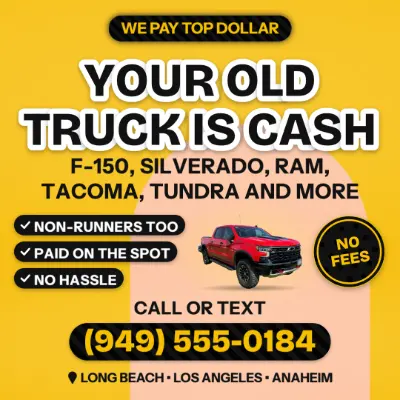 WE PAY TOP DOLLAR
YOUR OLD
TRUCK IS CASH
F-150, SILVERADO, RAM,
TACOMA, TUNDRA AND MORE
NON-RUNNERS TOO
PAID ON THE SPOT
NO HASSLE
NO
FEES
CALL OR TEXT
(949) 555-0184
LONG BEACH • LOS ANGELES • ANAHEIM